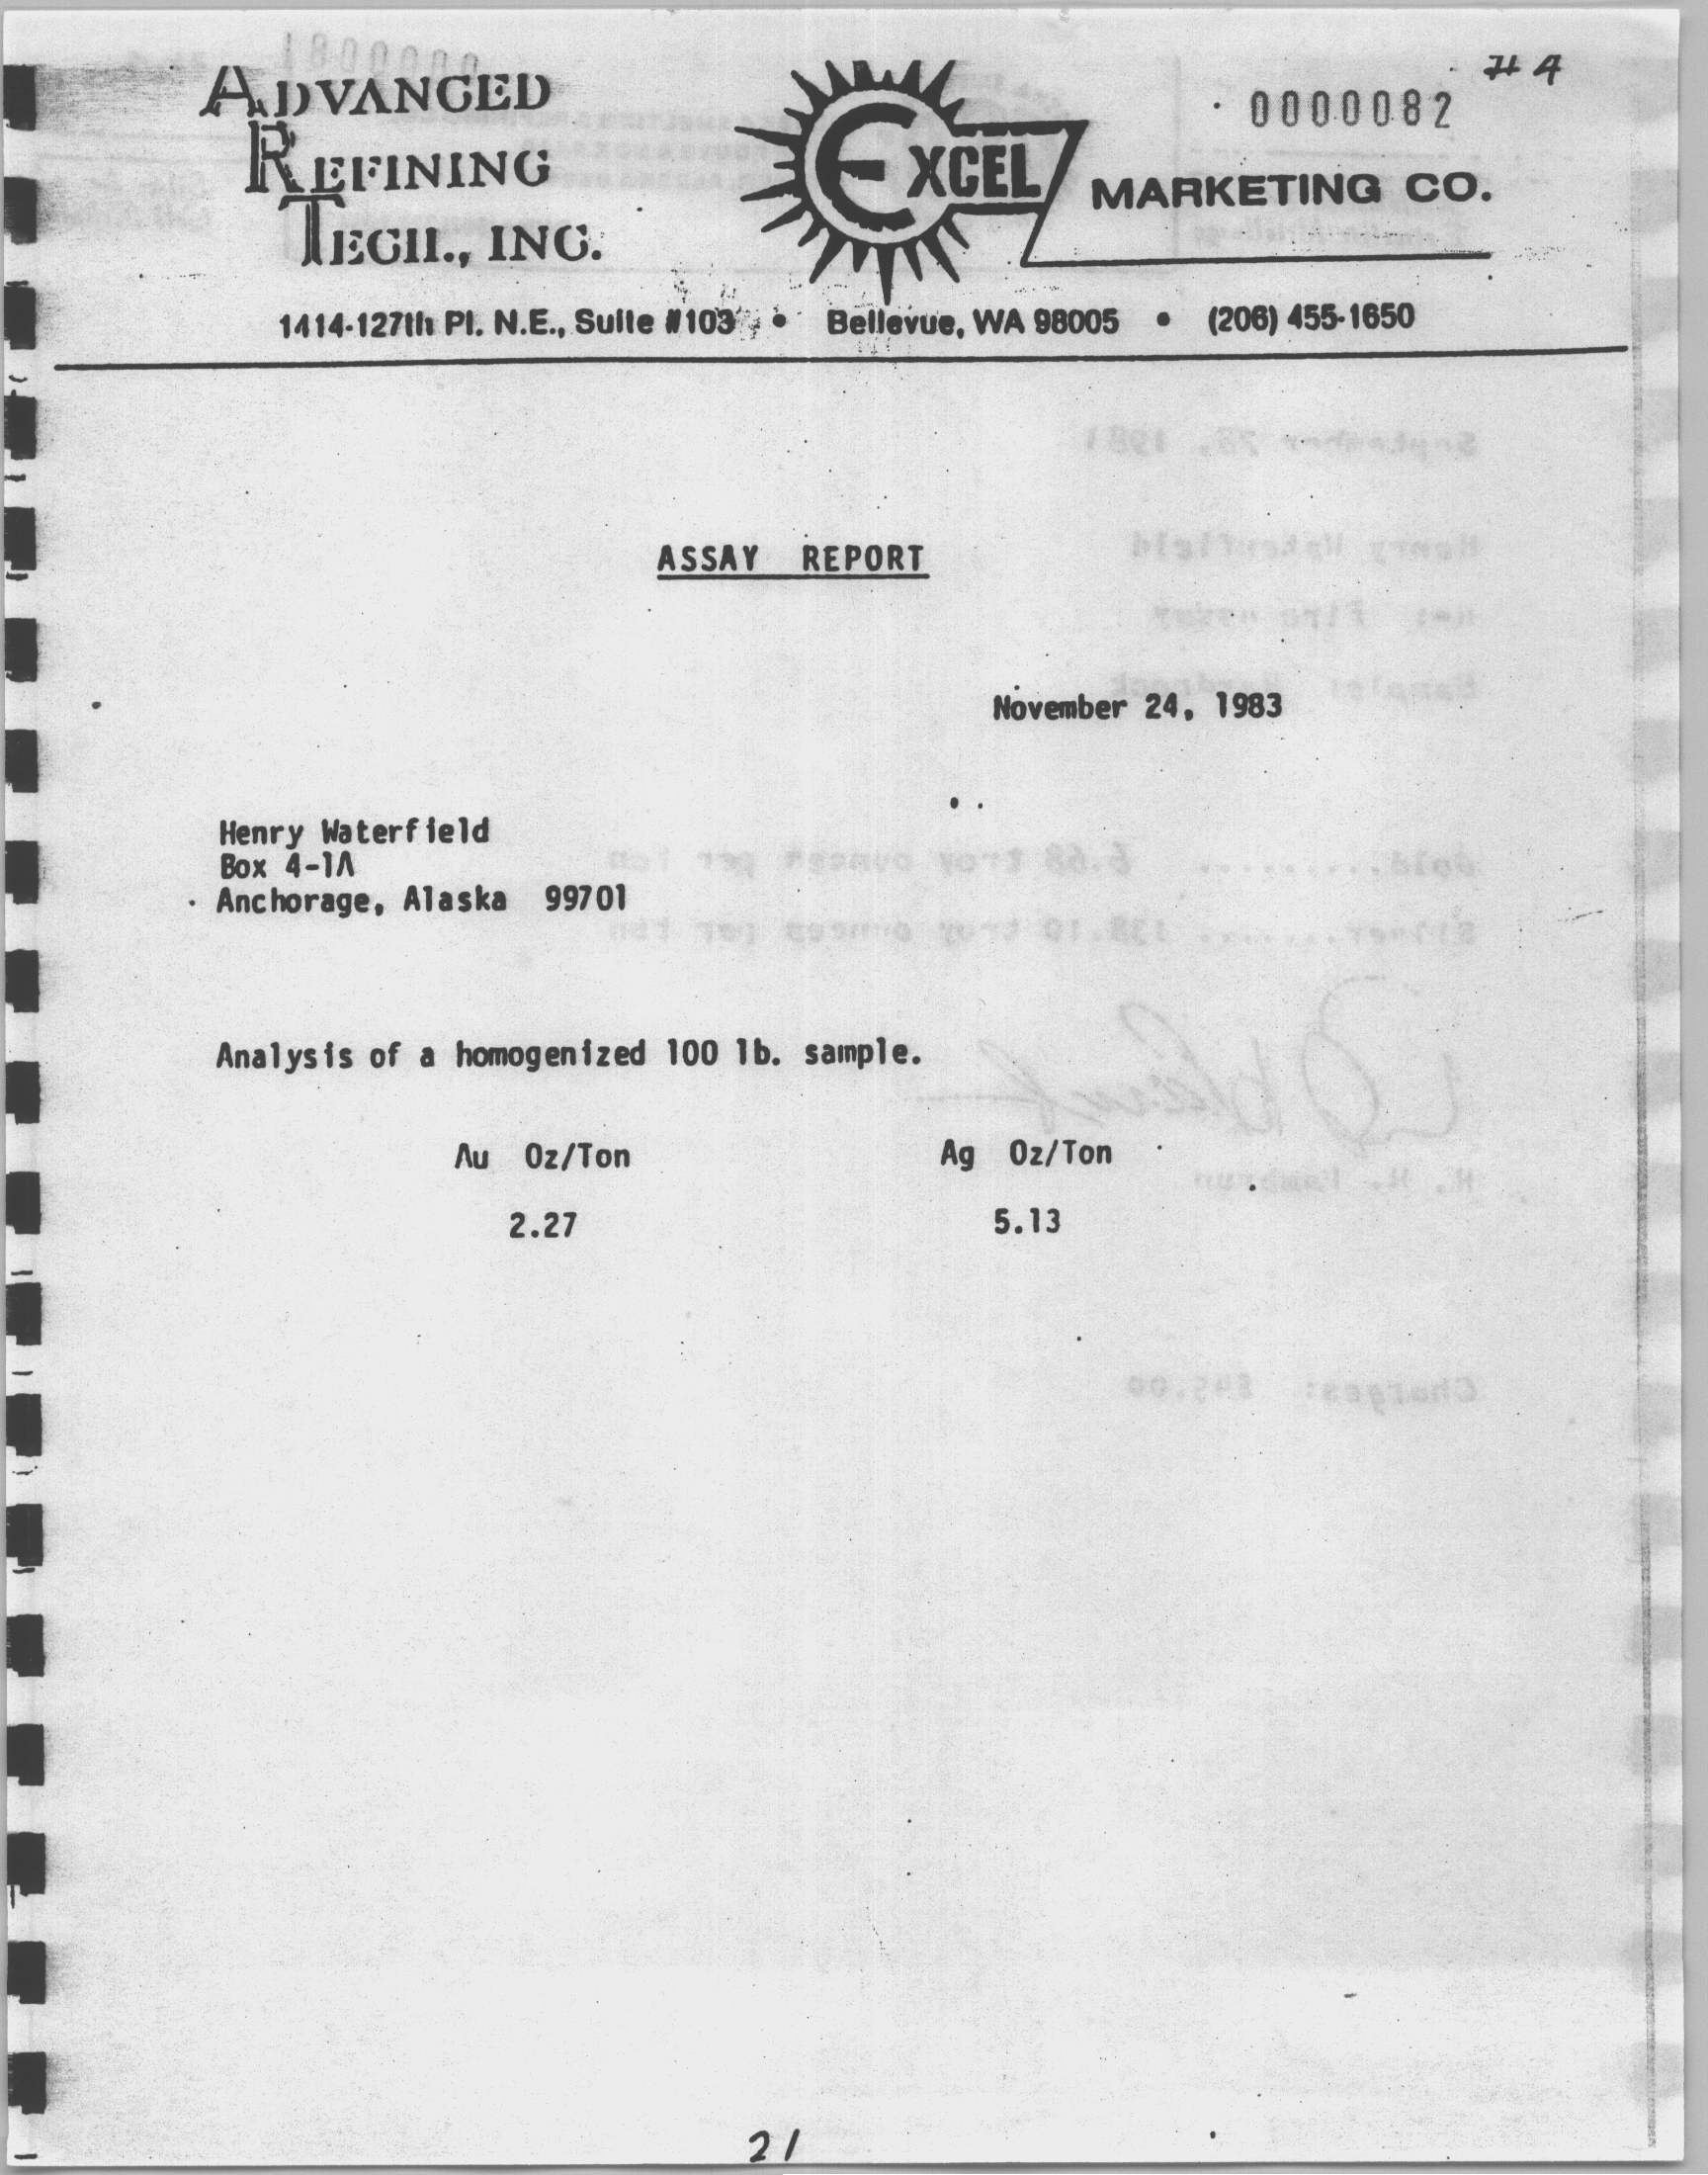 # 4
0000082
ADVANCED
REFINING
TECH., INC.
EXCEL
MARKETING CO.
1414-127th Pl. N.E., Suite #103 • Bellevue, WA 98005 • (206) 455-1650
ASSAY REPORT
November 24, 1983
Henry Waterfield
Box 4-1A
Anchorage, Alaska 99701
Analysis of a homogenized 100 lb. sample.
Au Oz/Ton Ag Oz/Ton
2.27 5.13
21